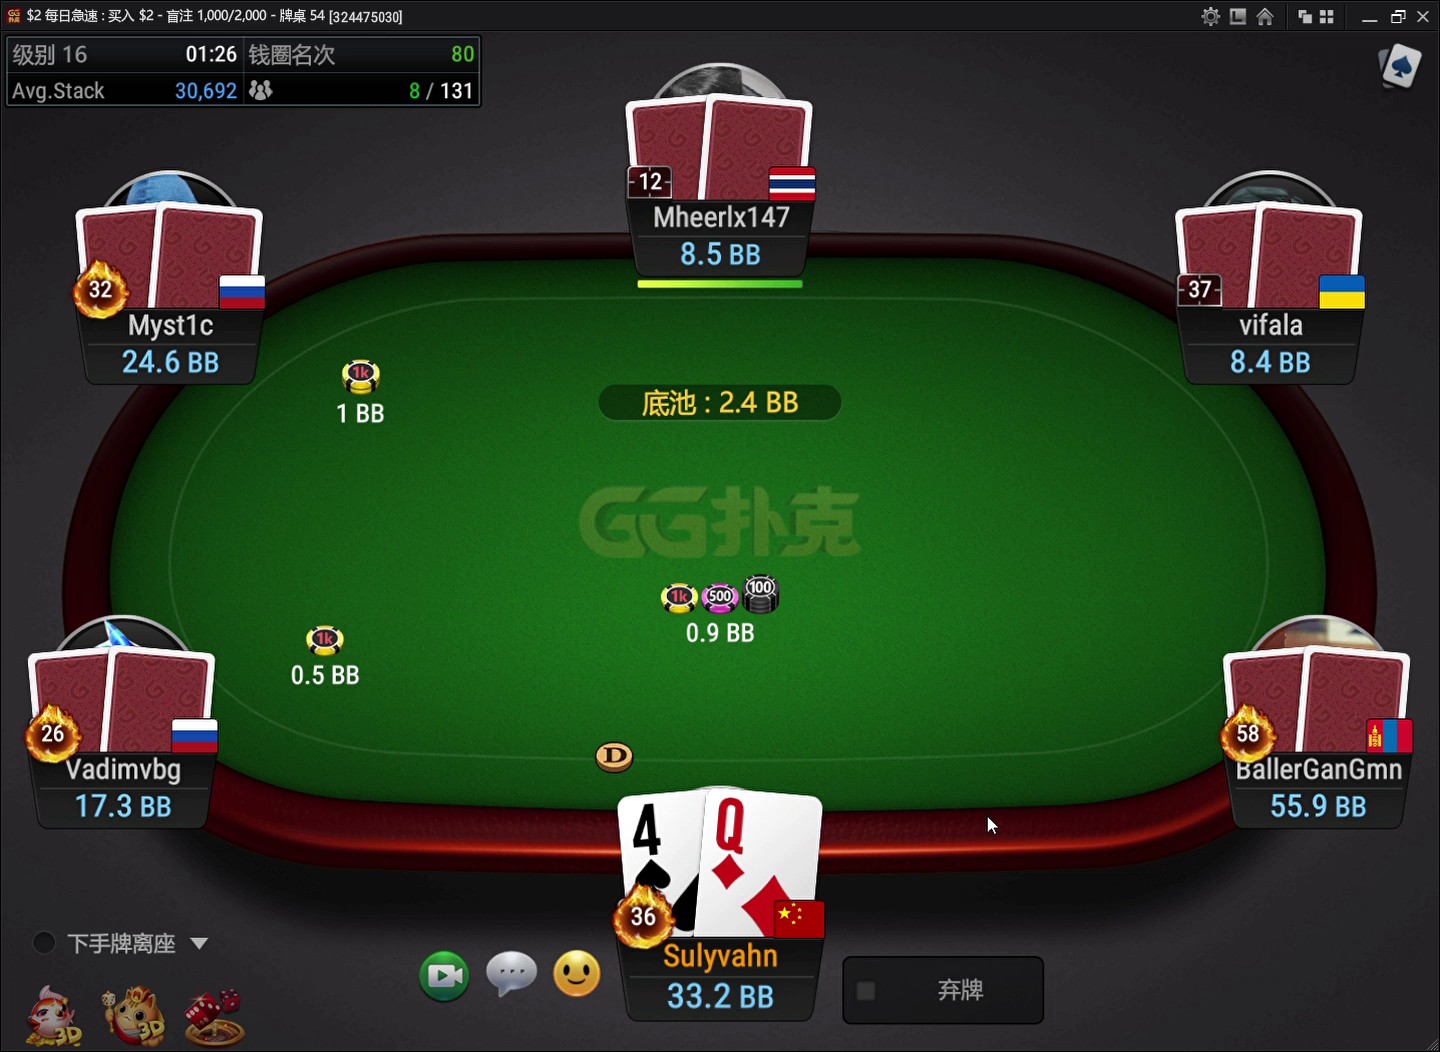 $2 每日急速 : 买入 $2 - 盲注 1,000/2,000 - 牌桌 54 [324475030]
级别 16 01:26 钱圈名次 80
Avg.Stack 30,692 8 / 131
12
Mheerlx147
8.5 BB
32
Myst1c
24.6 BB
37
vifala
8.4 BB
1k
1 BB
底池 : 2.4 BB
GG扑克
1k 500 100
0.9 BB
1k
0.5 BB
26
Vadimvbg
17.3 BB
58
BallerGanGmn
55.9 BB
D
4 Q
36
Sulyvahn
33.2 BB
下手牌离座
弃牌
3D 3D